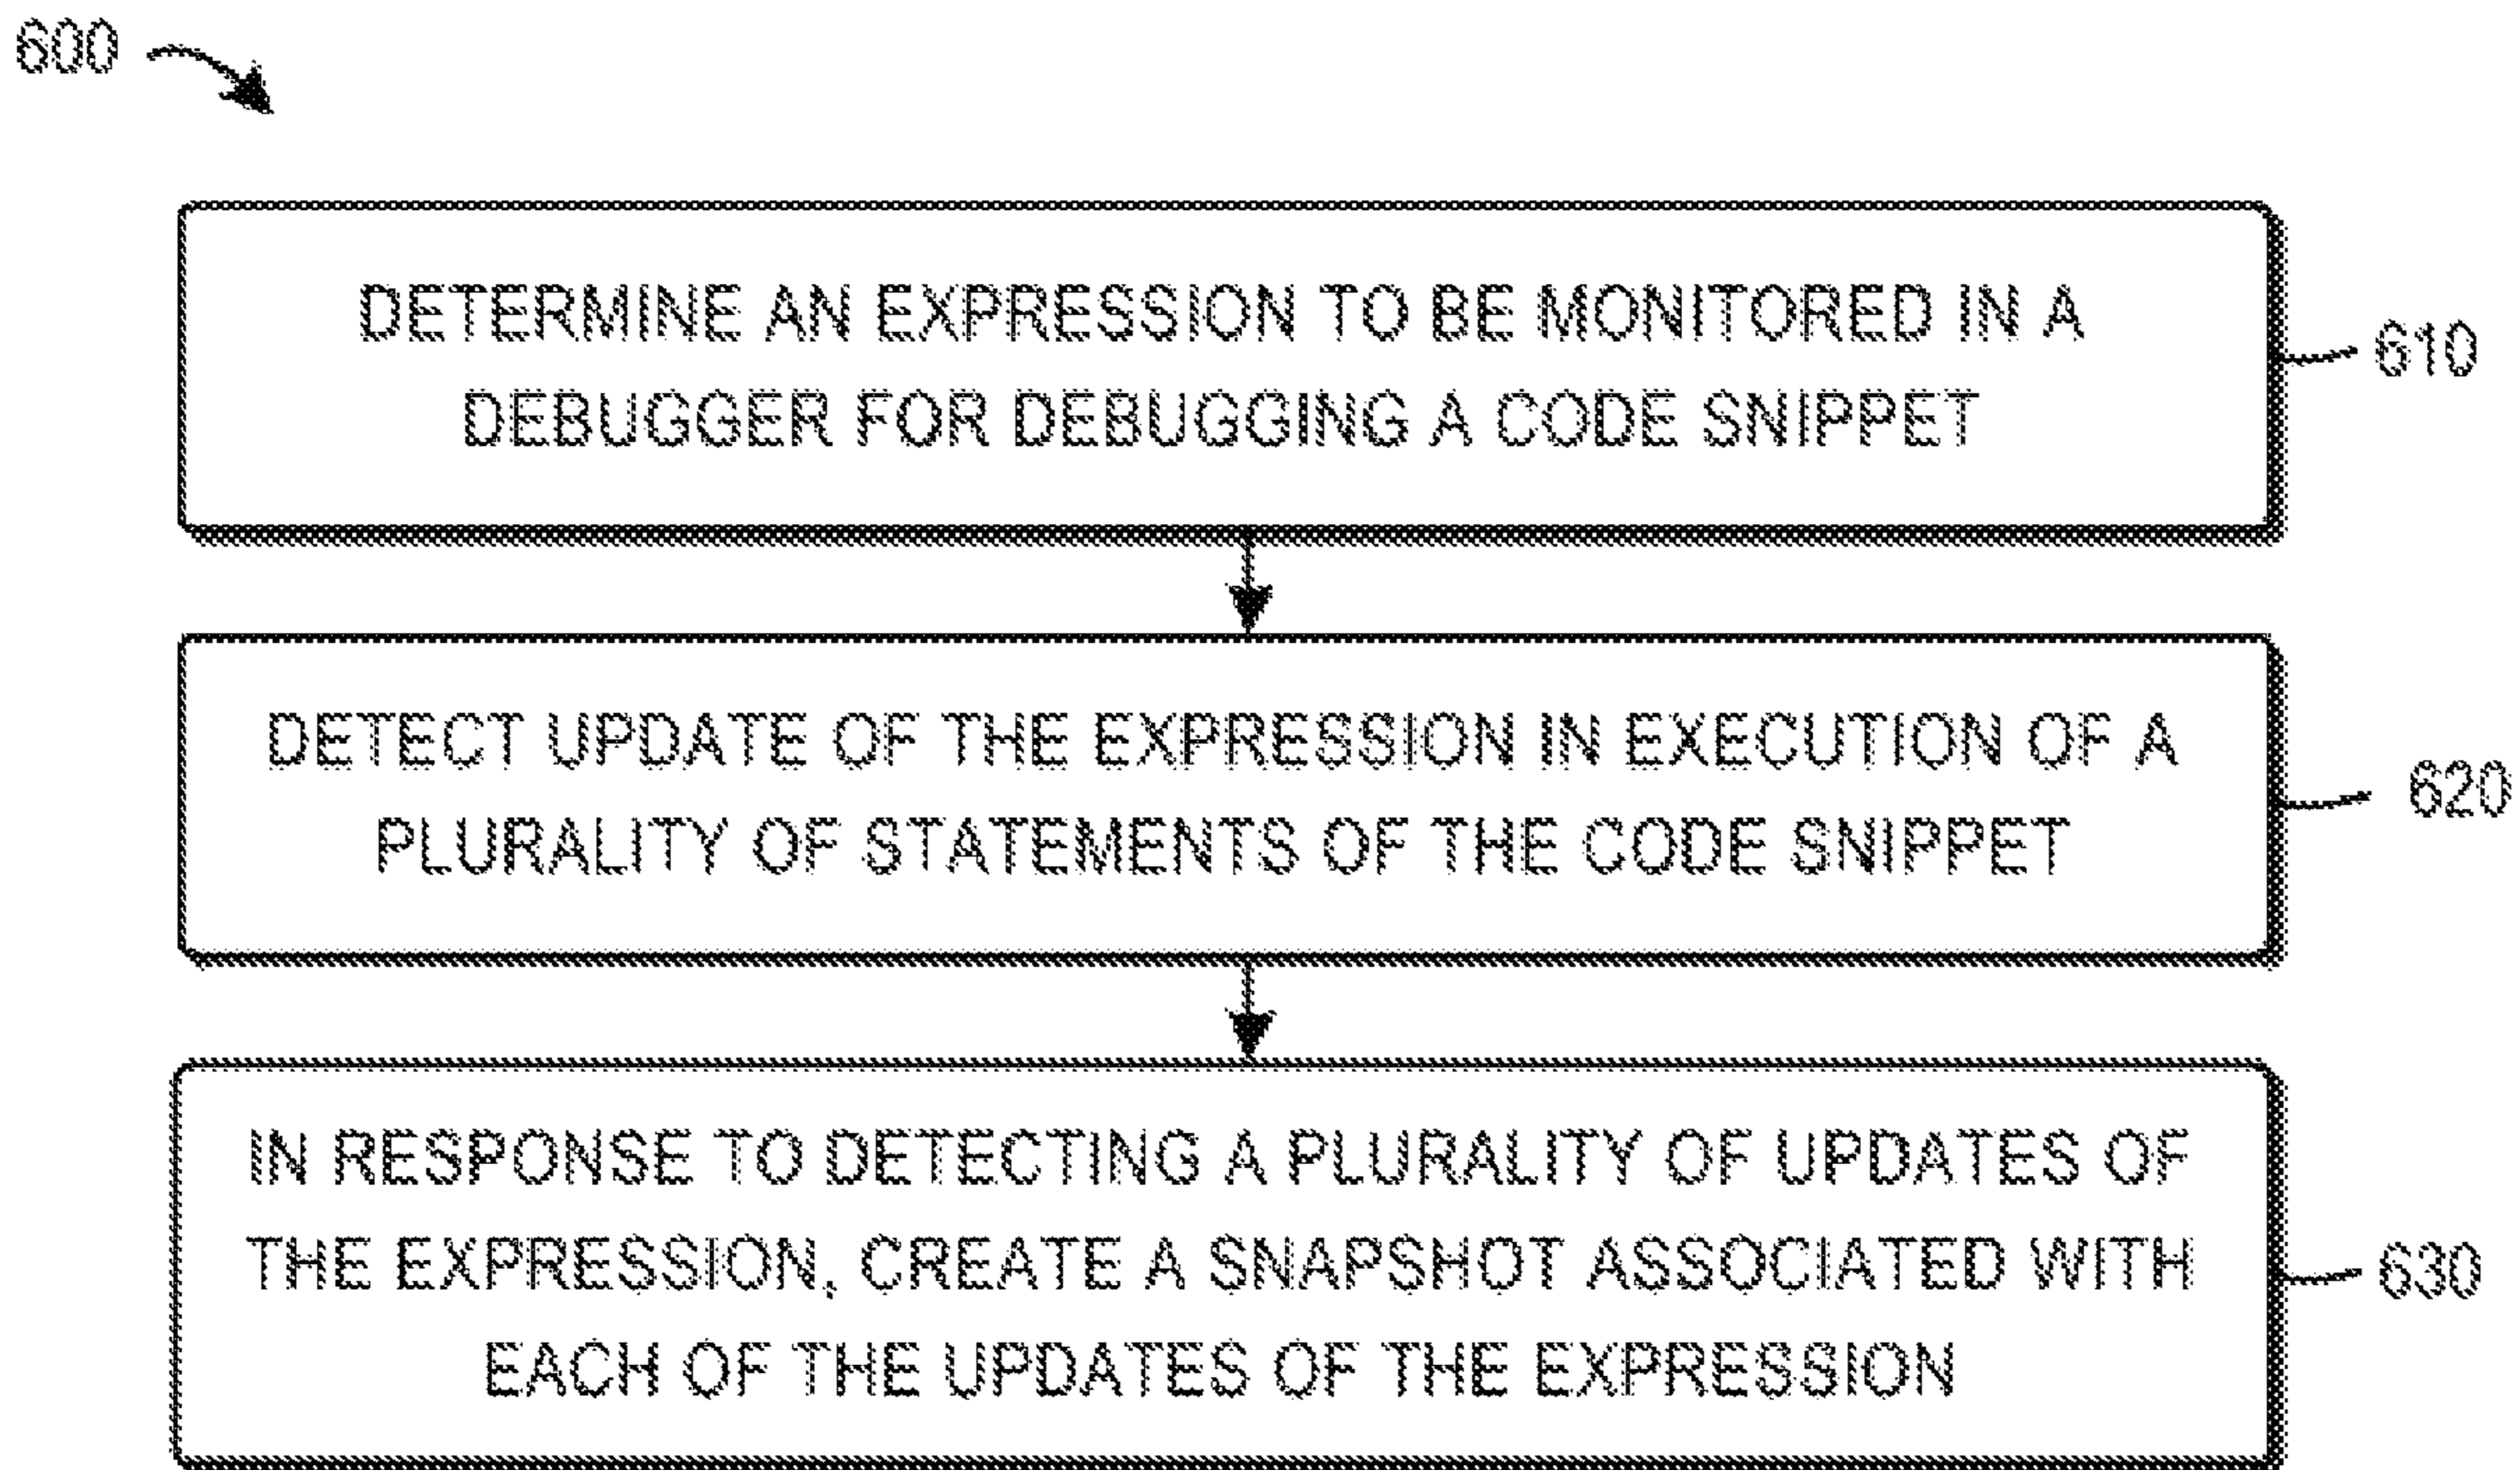 600
DETERMINE AN EXPRESSION TO BE MONITORED IN A
DEBUGGER FOR DEBUGGING A CODE SNIPPET
610
DETECT UPDATE OF THE EXPRESSION IN EXECUTION OF A
PLURALITY OF STATEMENTS OF THE CODE SNIPPET
620
IN RESPONSE TO DETECTING A PLURALITY OF UPDATES OF
THE EXPRESSION, CREATE A SNAPSHOT ASSOCIATED WITH
EACH OF THE UPDATES OF THE EXPRESSION
630